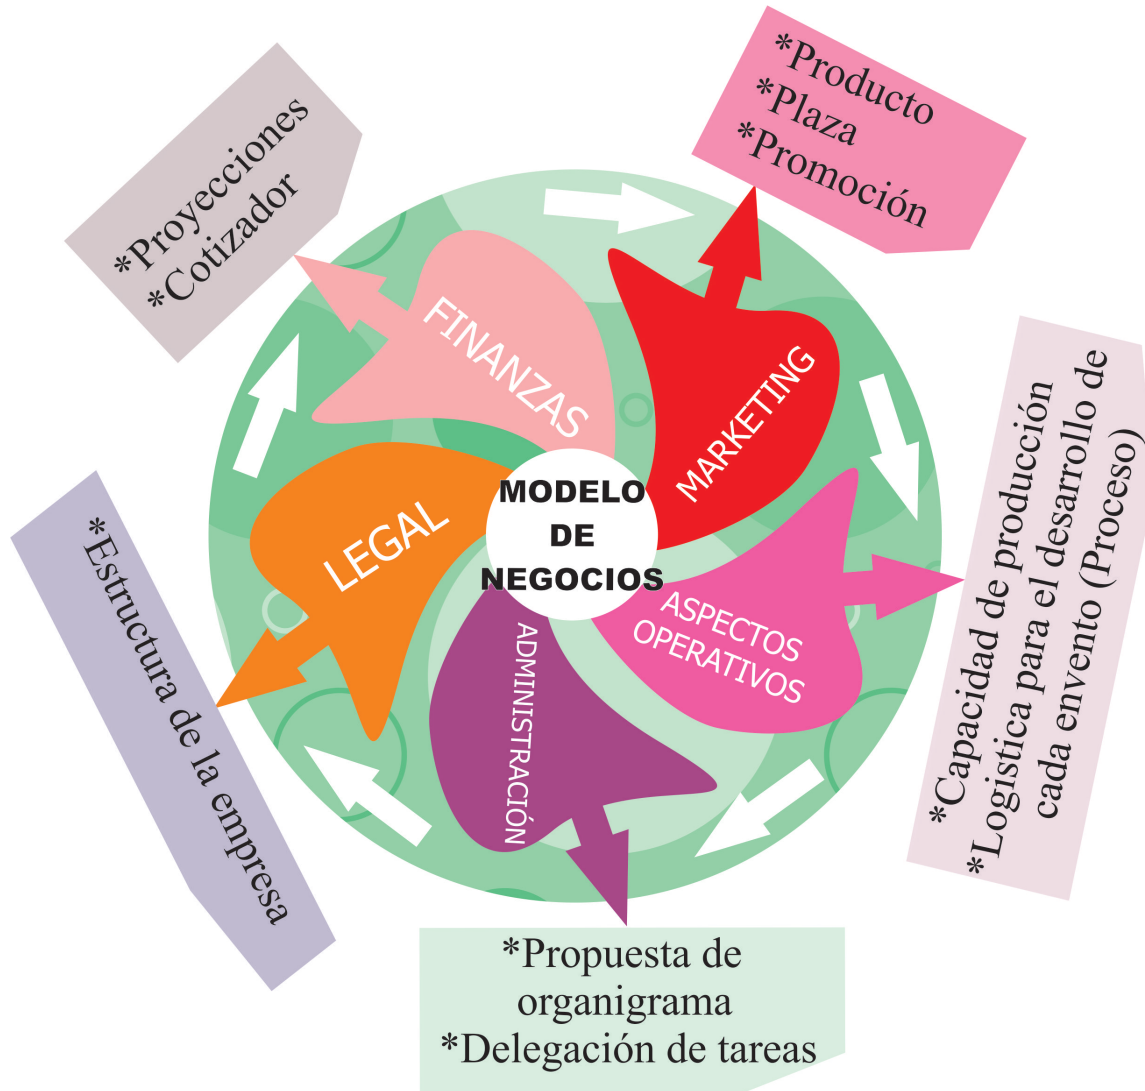 MODELO
DE
NEGOCIOS
MARKETING
*Producto
*Plaza
*Promoción
ASPECTOS
OPERATIVOS
*Capacidad de producción
*Logistica para el desarrollo de
cada envento (Proceso)
ADMINISTRACIÓN
*Propuesta de
organigrama
*Delegación de tareas
LEGAL
*Estructura de la empresa
FINANZAS
*Proyecciones
*Cotizador